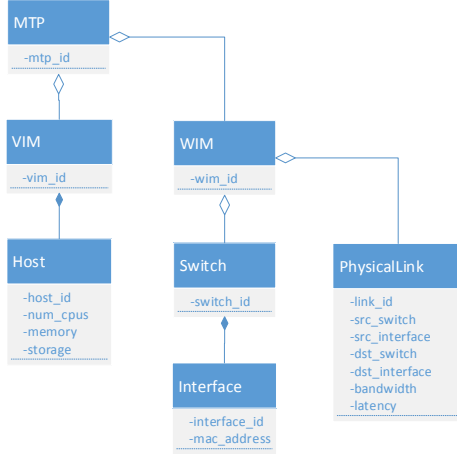 MTP
-mtp_id
VIM
-vim_id
WIM
-wim_id
Host
-host_id
-num_cpus
-memory
-storage
Switch
-switch_id
PhysicalLink
-link_id
-src_switch
-src_interface
-dst_switch
-dst_interface
-bandwidth
-latency
Interface
-interface_id
-mac_address